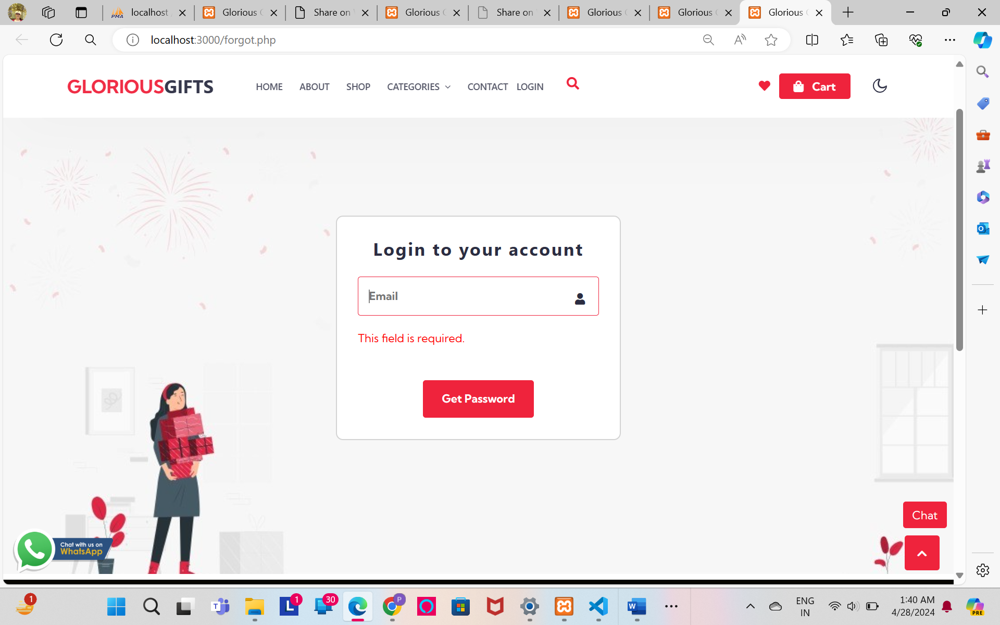 localhost
Glorious
Share on
Glorious
Share on
Glorious
Glorious
Glorious
localhost:3000/forgot.php
GLORIOUSGIFTS
HOME ABOUT SHOP CATEGORIES CONTACT LOGIN
Cart
Login to your account
Email
This field is required.
Get Password
Chat with us on
WhatsApp
Chat
1
T
L
1
30
P
W
ENG
IN
1:40 AM
4/28/2024
PRE
PMA